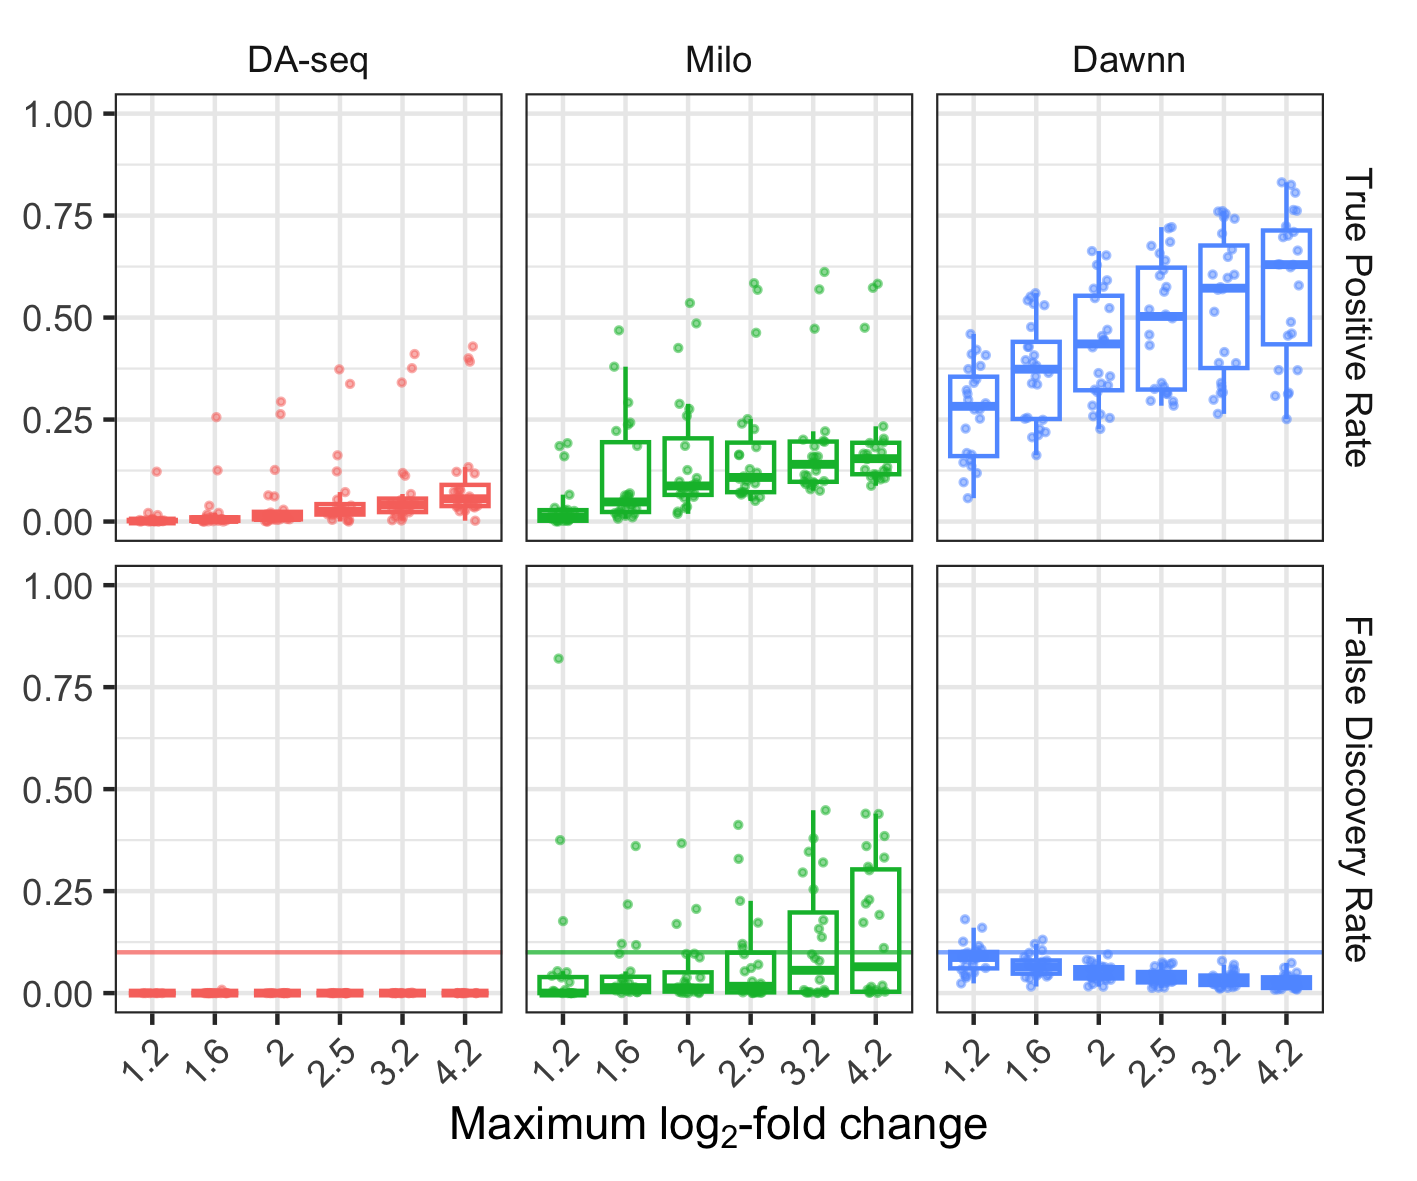 DA-seq Milo Dawnn
1.00
0.75
0.50
0.25
0.00
True Positive Rate
1.00
0.75
0.50
0.25
0.00
False Discovery Rate
1.2 1.6 2 2.5 3.2 4.2 1.2 1.6 2 2.5 3.2 4.2 1.2 1.6 2 2.5 3.2 4.2
Maximum log₂-fold change